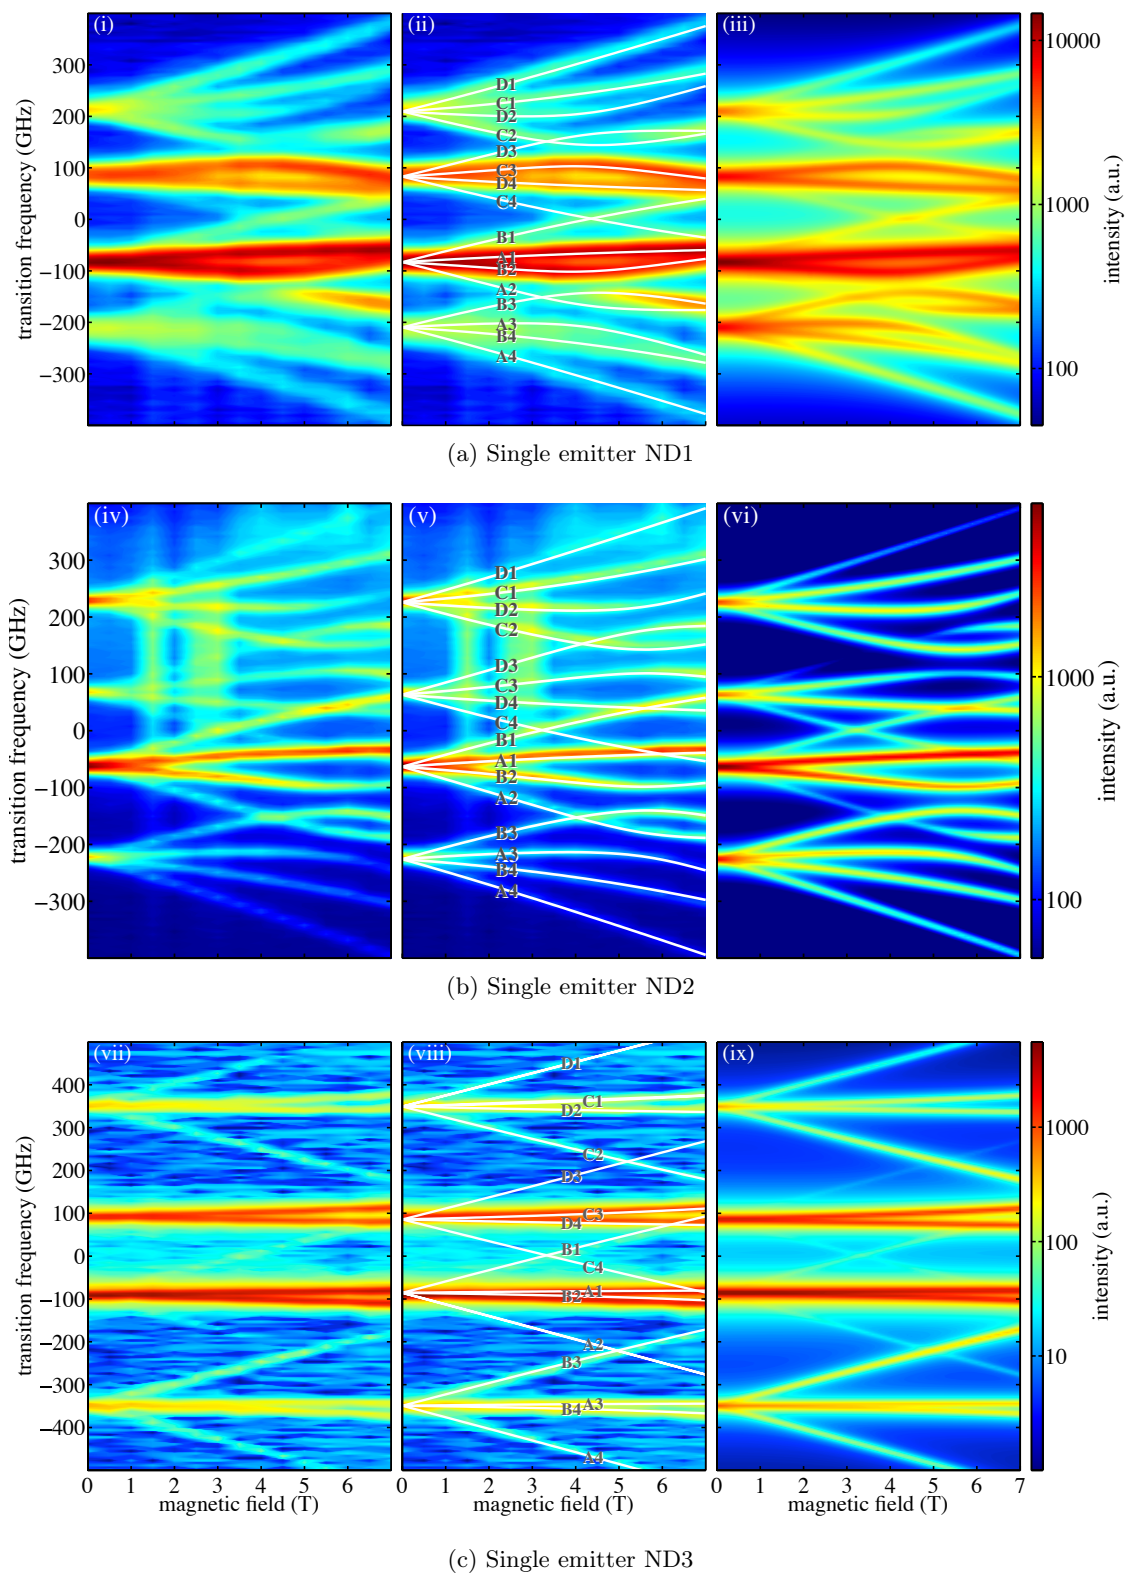 (i) (ii) (iii)
10000
300
D1
200
C1
D2
1000
C2
D3
100
C3
D4
C4
0
B1
A1
−100
B2
A2
B3
−200
A3
B4
100
A4
−300
transition frequency (GHz)
intensity (a.u.)
(a) Single emitter ND1
(iv) (v) (vi)
300
D1
C1
200
D2
C2
1000
D3
100
C3
D4
C4
0
B1
A1
B2
−100
A2
B3
−200
A3
B4
100
A4
−300
transition frequency (GHz)
intensity (a.u.)
(b) Single emitter ND2
(vii) (viii) (ix)
D1
400
C1
1000
D2
300
C2
200
D3
100
C3
D4
100
B1
0
C4
A1
−100
B2
A2
−200
B3
10
−300
A3
B4
−400
A4
transition frequency (GHz)
intensity (a.u.)
0 1 2 3 4 5 6 0 1 2 3 4 5 6 0 1 2 3 4 5 6 7
magnetic field (T) magnetic field (T) magnetic field (T)
(c) Single emitter ND3